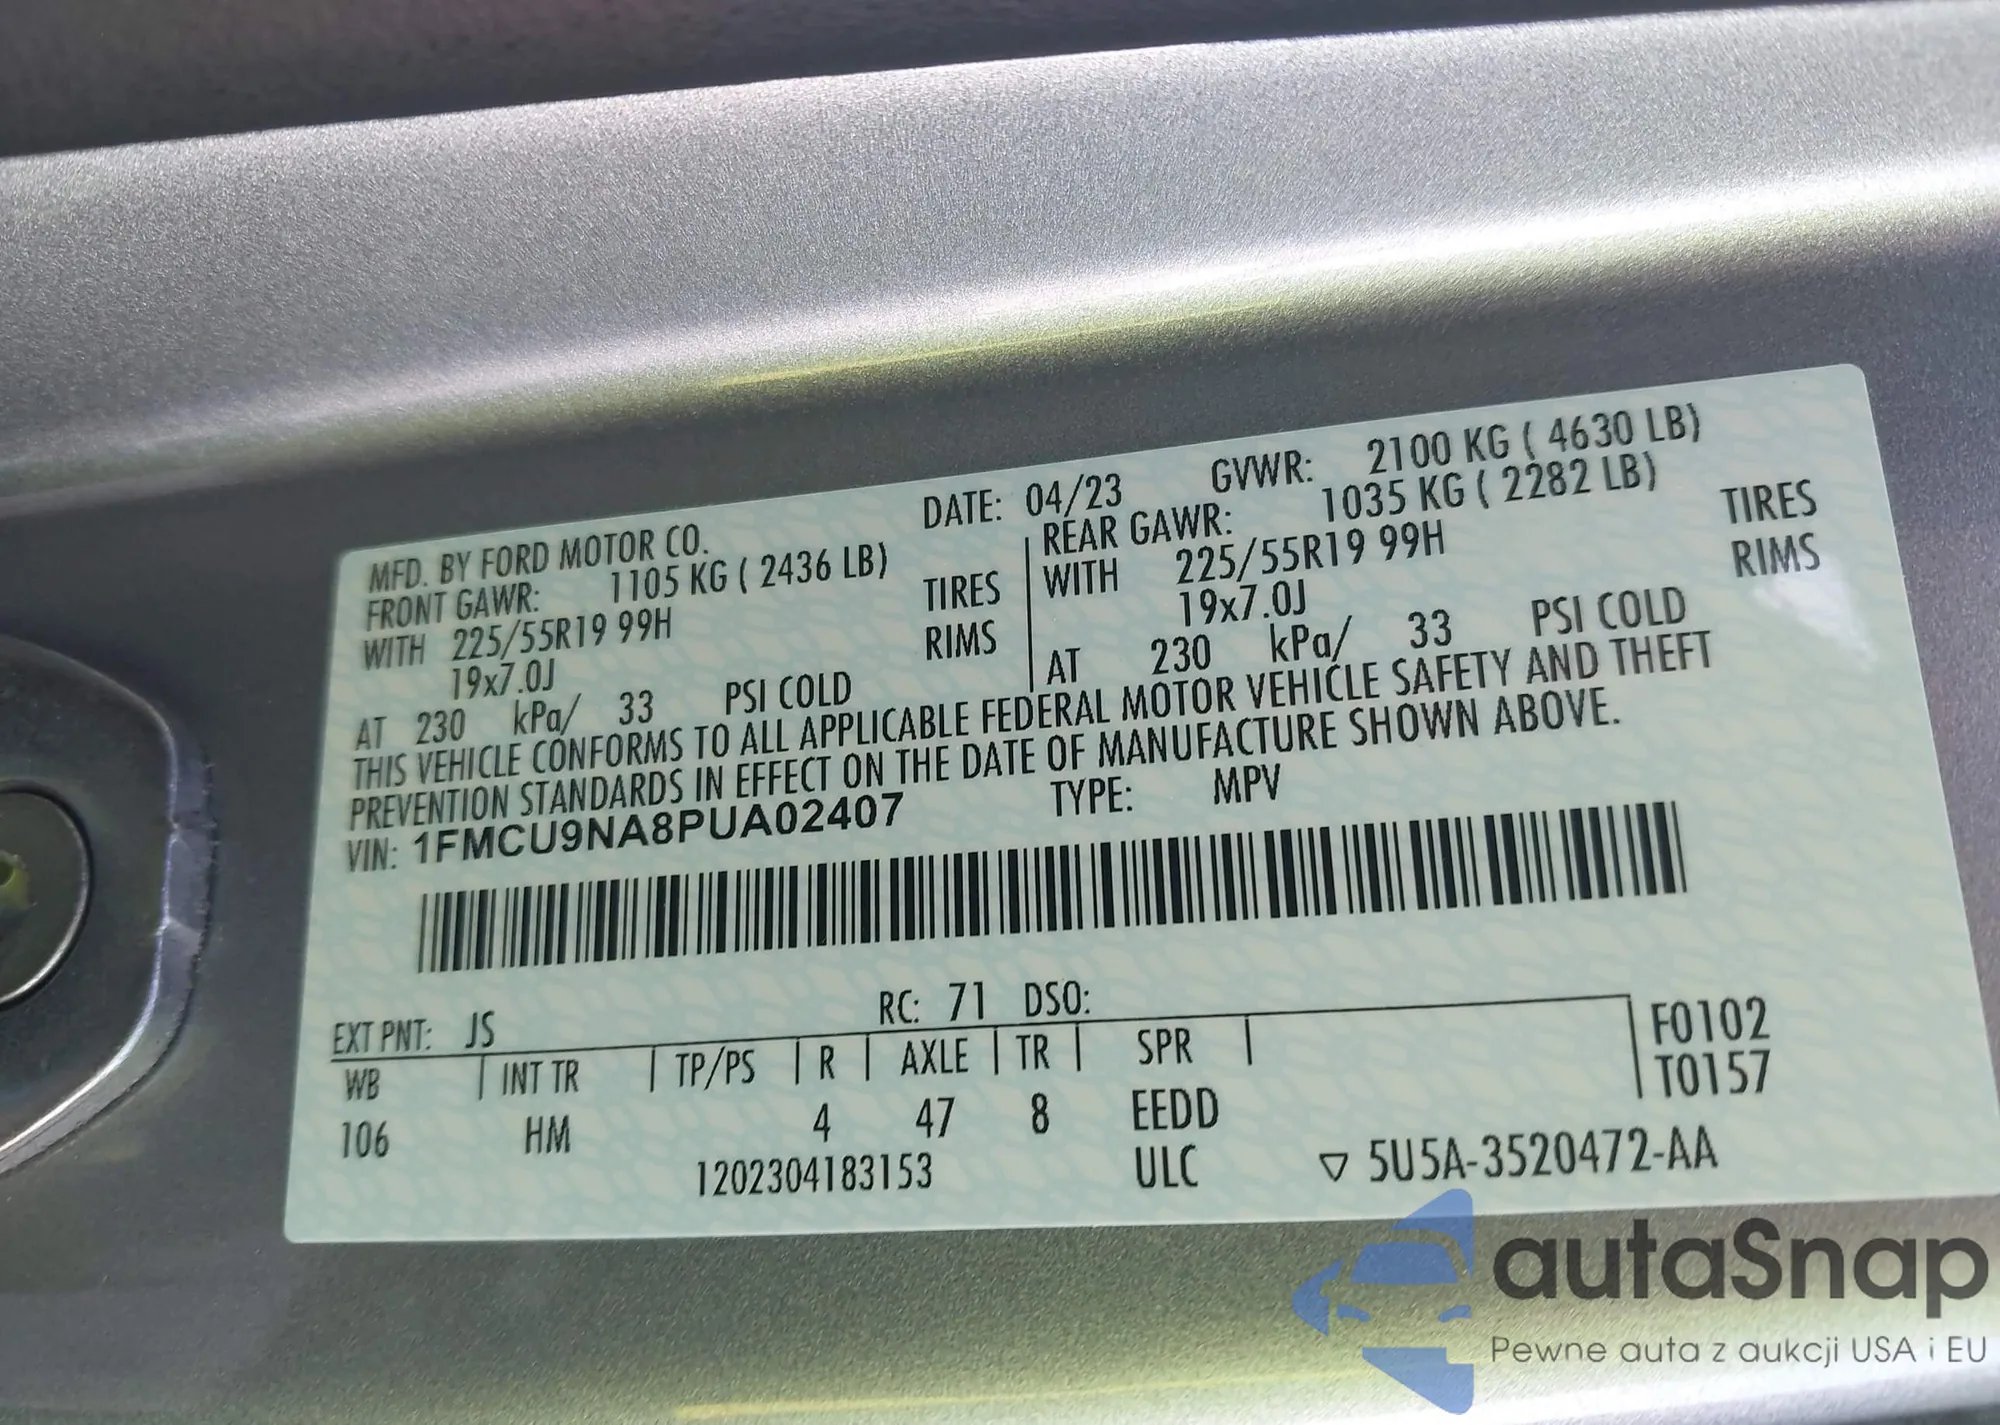 MFD. BY FORD MOTOR CO. DATE: 04/23 GVWR: 2100 KG ( 4630 LB)
FRONT GAWR: 1105 KG ( 2436 LB) REAR GAWR: 1035 KG ( 2282 LB)
WITH 225/55R19 99H TIRES WITH 225/55R19 99H TIRES
19x7.0J RIMS 19x7.0J RIMS
AT 230 kPa/ 33 PSI COLD AT 230 kPa/ 33 PSI COLD
THIS VEHICLE CONFORMS TO ALL APPLICABLE FEDERAL MOTOR VEHICLE SAFETY AND THEFT
PREVENTION STANDARDS IN EFFECT ON THE DATE OF MANUFACTURE SHOWN ABOVE.
VIN: 1FMCU9NA8PUA02407 TYPE: MPV
EXT PNT: JS RC: 71 DSO:
WB INT TR TP/PS R AXLE TR SPR F0102
T0157
106 HM 4 47 8 EEDD
1202304183153 ULC ▽ 5U5A-3520472-AA
autaSnap
Pewne auta z aukcji USA i EU